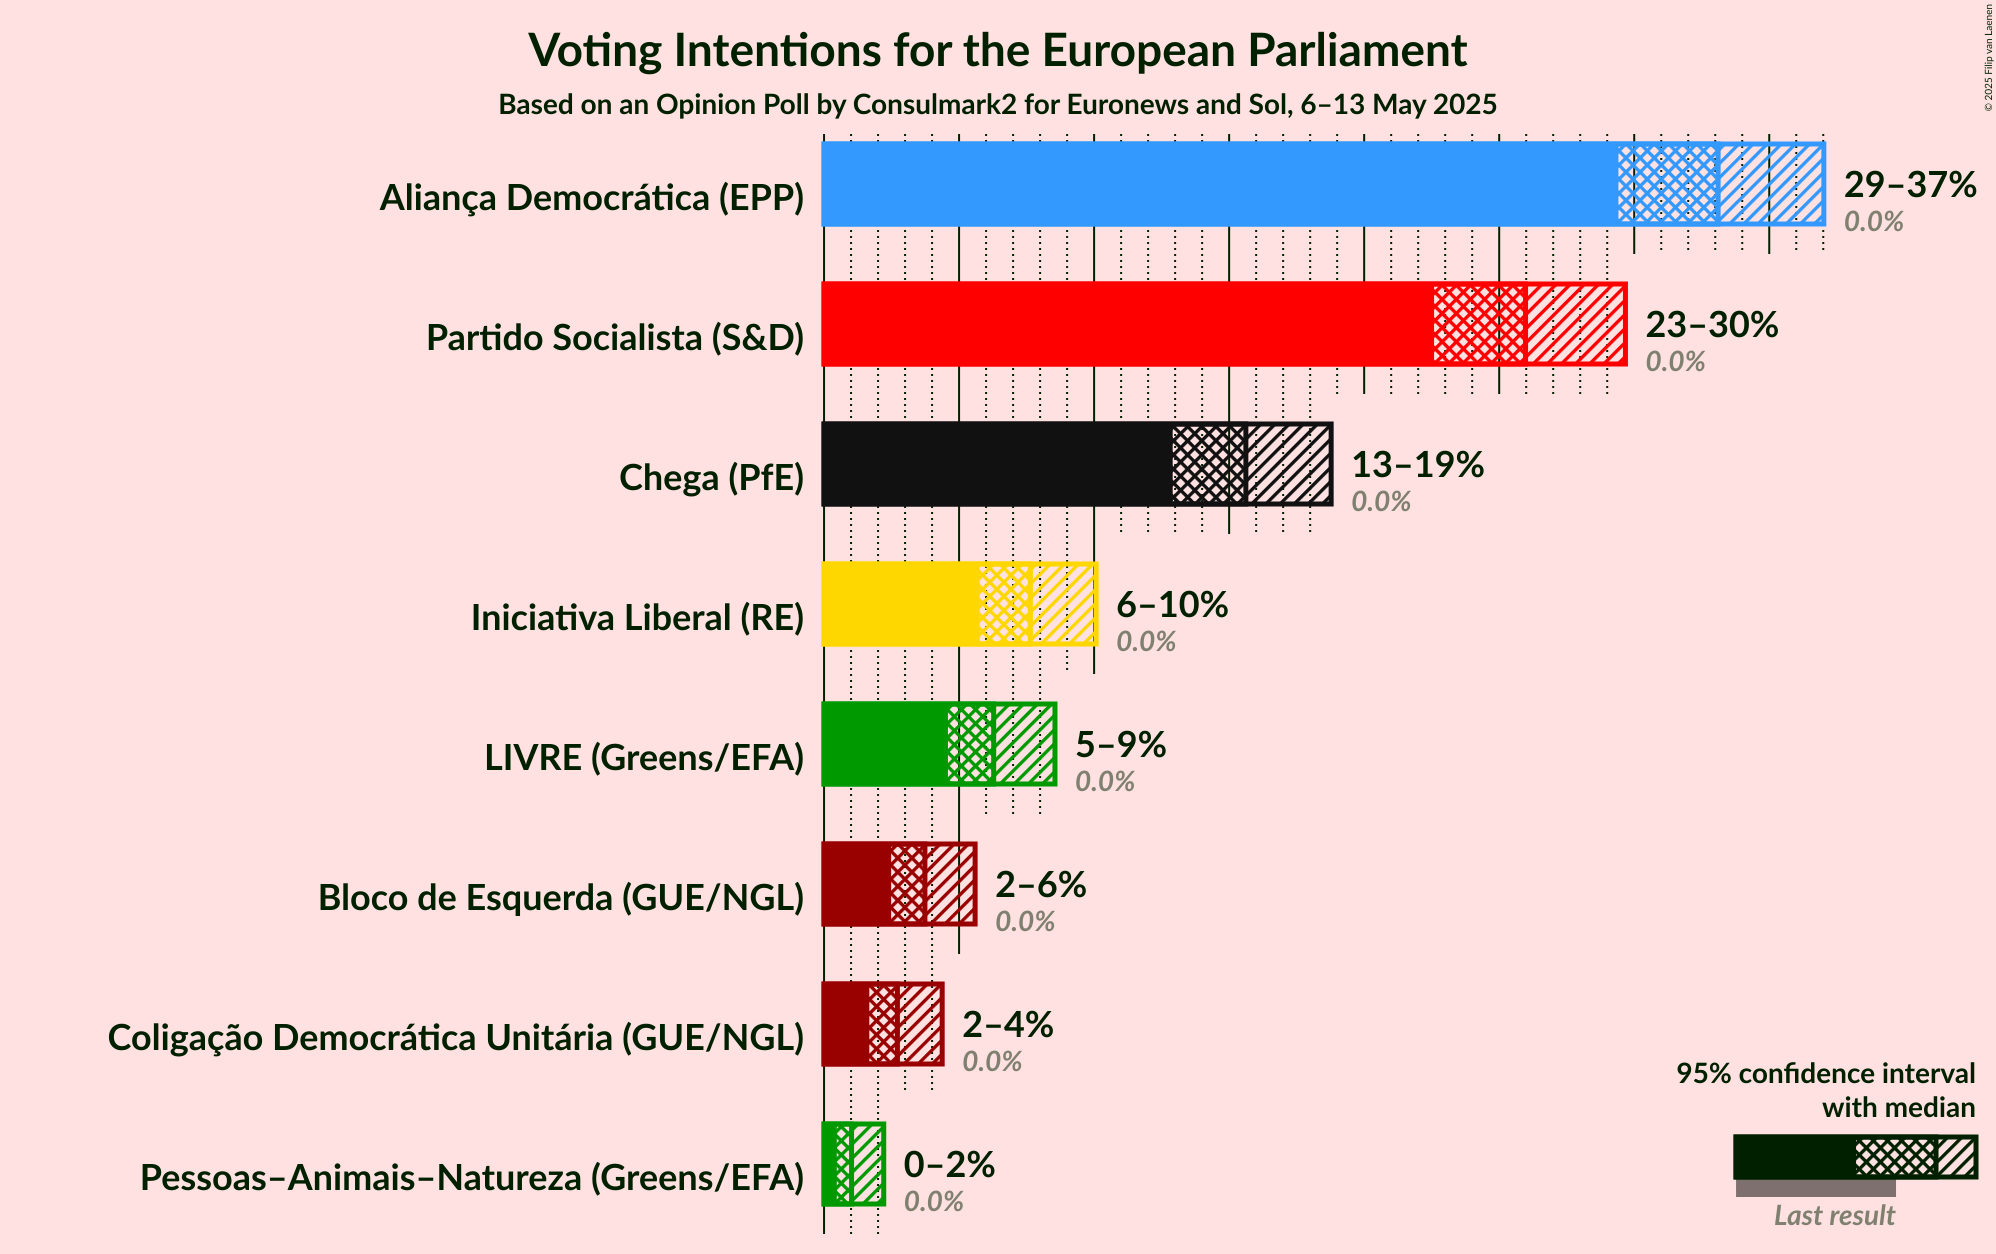 Voting Intentions for the European Parliament
Based on an Opinion Poll by Consulmark2 for Euronews and Sol, 6–13 May 2025
© 2025 Filip van Laenen
Aliança Democrática (EPP)
29–37%
0.0%
Partido Socialista (S&D)
23–30%
0.0%
Chega (PfE)
13–19%
0.0%
Iniciativa Liberal (RE)
6–10%
0.0%
LIVRE (Greens/EFA)
5–9%
0.0%
Bloco de Esquerda (GUE/NGL)
2–6%
0.0%
Coligação Democrática Unitária (GUE/NGL)
2–4%
0.0%
Pessoas–Animais–Natureza (Greens/EFA)
0–2%
0.0%
95% confidence interval
with median
Last result